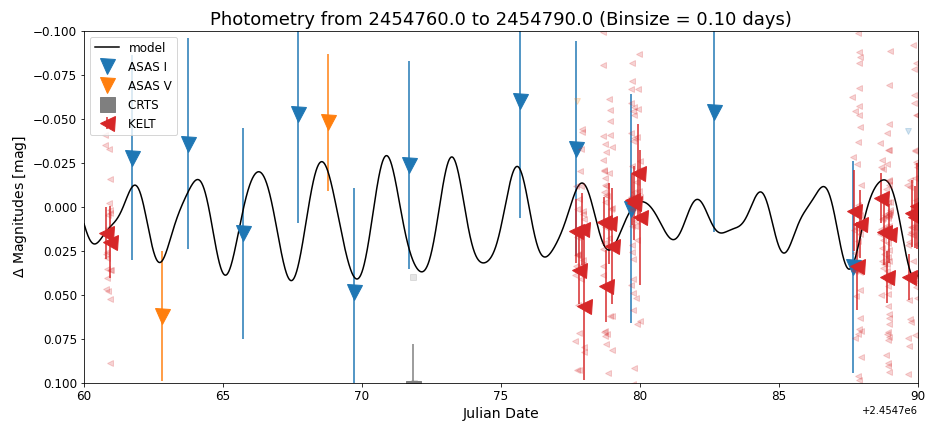 Photometry from 2454760.0 to 2454790.0 (Binsize = 0.10 days)
−0.100
−0.075
−0.050
−0.025
0.000
0.025
0.050
0.075
0.100
Δ Magnitudes [mag]
model
ASAS I
ASAS V
CRTS
KELT
60
65
70
75
80
85
90
Julian Date
+2.4547e6